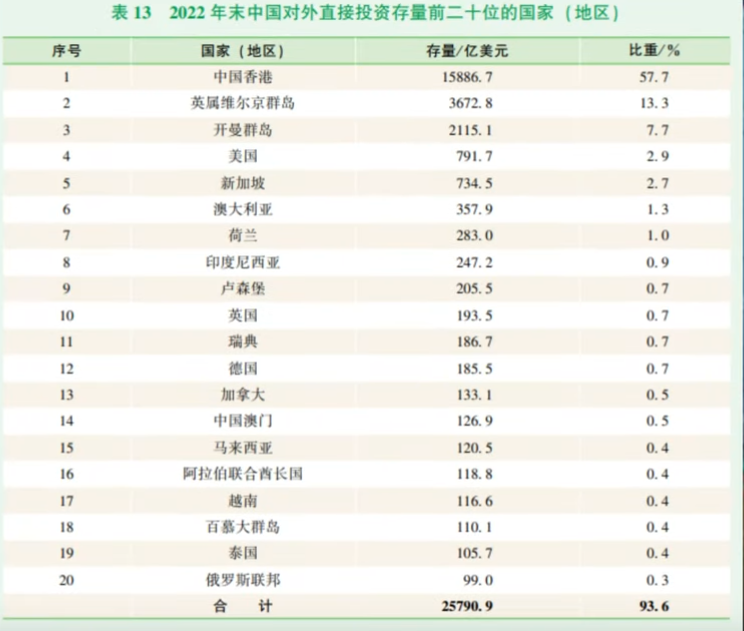 表 13 2022 年末中国对外直接投资存量前二十位的国家（地区）
序号 国家（地区） 存量/亿美元 比重/%
1 中国香港 15886.7 57.7
2 英属维尔京群岛 3672.8 13.3
3 开曼群岛 2115.1 7.7
4 美国 791.7 2.9
5 新加坡 734.5 2.7
6 澳大利亚 357.9 1.3
7 荷兰 283.0 1.0
8 印度尼西亚 247.2 0.9
9 卢森堡 205.5 0.7
10 英国 193.5 0.7
11 瑞典 186.7 0.7
12 德国 185.5 0.7
13 加拿大 133.1 0.5
14 中国澳门 126.9 0.5
15 马来西亚 120.5 0.4
16 阿拉伯联合酋长国 118.8 0.4
17 越南 116.6 0.4
18 百慕大群岛 110.1 0.4
19 泰国 105.7 0.4
20 俄罗斯联邦 99.0 0.3
合 计 25790.9 93.6